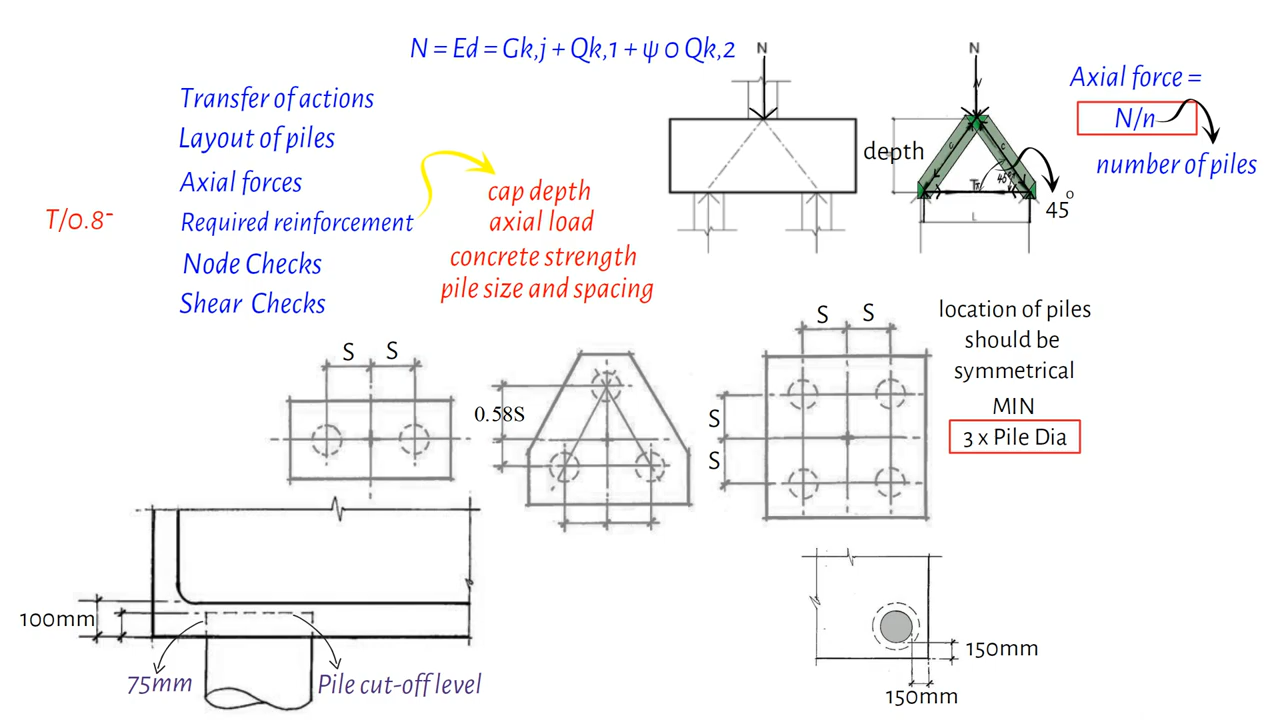 N = Ed = Gk,j + Qk,1 + ψ 0 Qk,2
Transfer of actions
Layout of piles
Axial forces
Required reinforcement
Node Checks
Shear Checks
T/0.8-
cap depth
axial load
concrete strength
pile size and spacing
N
N
depth
45°
L
Axial force =
N/n
number of piles
location of piles
should be
symmetrical
MIN
3 x Pile Dia
S S
0.58S
S S
S
S
100mm
75mm
Pile cut-off level
150mm
150mm